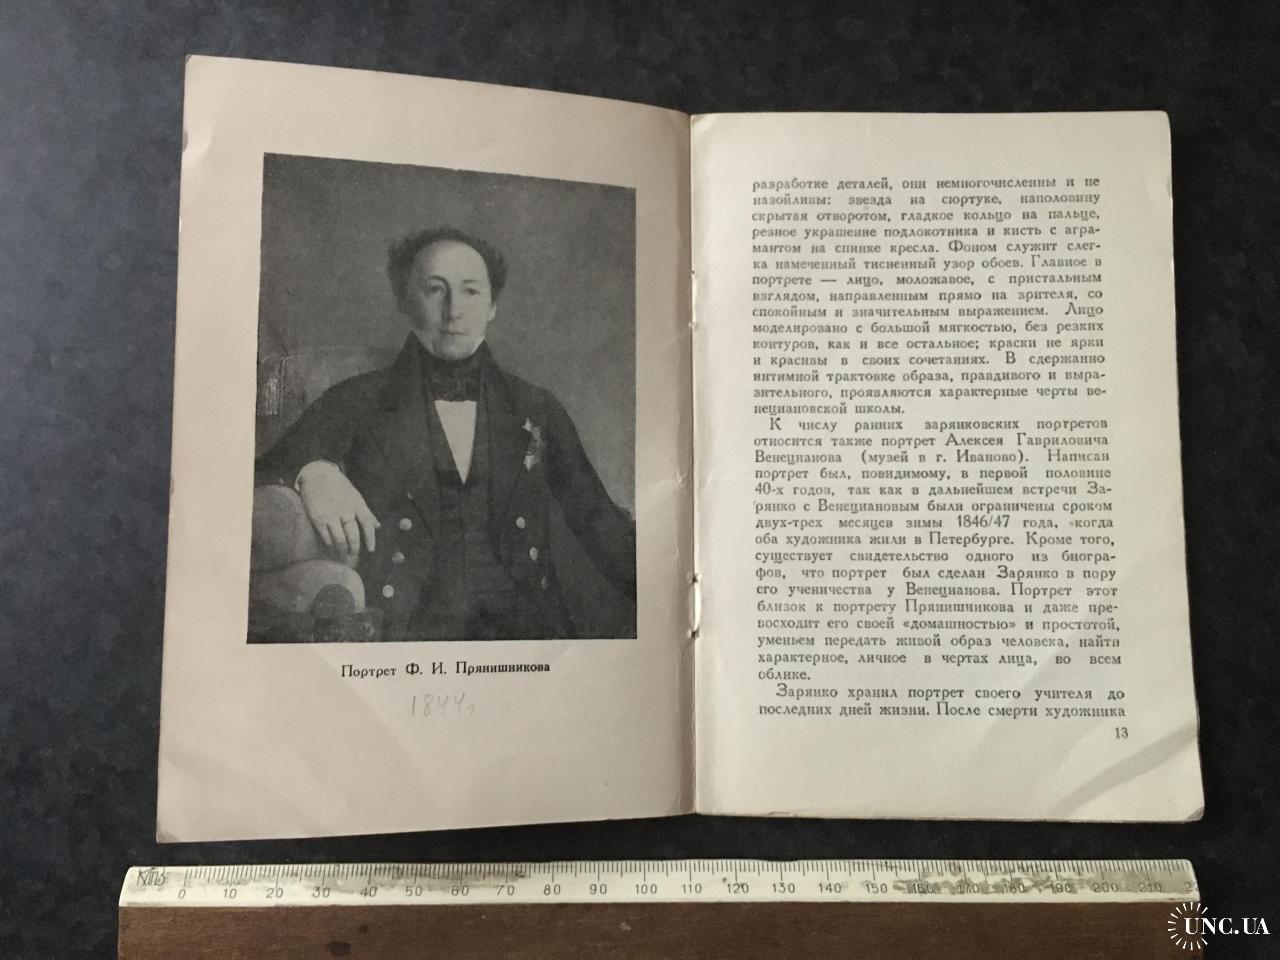 Портрет Ф. И. Прянишникова
1844г
разработке деталей, они немногочисленны и не
назойливы: звезда на сюртуке, наполовину
скрытая отворотом, гладкое кольцо на пальце,
резное украшение подлокотника и кисть с агра-
мантом на спинке кресла. Фоном служит слег-
ка намеченный тисненный узор обоев. Главное в
портрете — лицо, моложавое, с пристальным
взглядом, направленным прямо на зрителя, со
спокойным и значительным выражением. Лицо
моделировано с большой мягкостью, без резких
контуров, как и все остальное; краски не ярки
и красивы в своих сочетаниях. В сдержанно
интимной трактовке образа, правдивого и выра-
зительного, проявляются характерные черты ве-
нециановской школы.
К числу ранних зарянковских портретов
относится также портрет Алексея Гавриловича
Венецианова (музей в г. Иваново). Написан
портрет был, повидимому, в первой половине
40-х годов, так как в дальнейшем встречи За-
рянко с Венециановым были ограничены сроком
двух-трех месяцев зимы 1846/47 года, когда
оба художника жили в Петербурге. Кроме того,
существует свидетельство одного из биогра-
фов, что портрет был сделан Зарянко в пору
его ученичества у Венецианова. Портрет этот
близок к портрету Прянишникова и даже пре-
восходит его своей «домашностью» и простотой,
уменьем передать живой образ человека, найти
характерное, личное в чертах лица, во всем
облике.
Зарянко хранил портрет своего учителя до
последних дней жизни. После смерти художника
13
0 10 20 30 40 50 60 70 80 90 100 110 120 130 140 150 160 170 180 190 200 210
UNC.UA